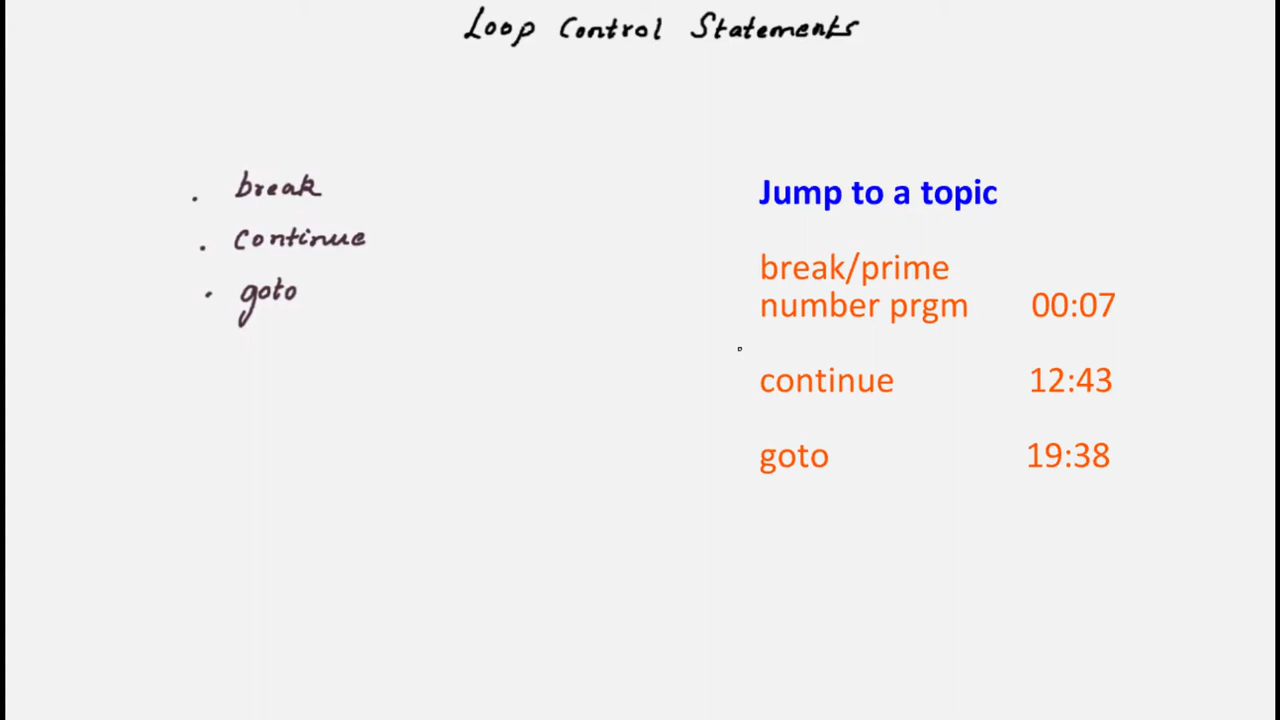 Loop Control Statements
. break
. continue
. goto
Jump to a topic
break/prime
number prgm 00:07
continue 12:43
goto 19:38